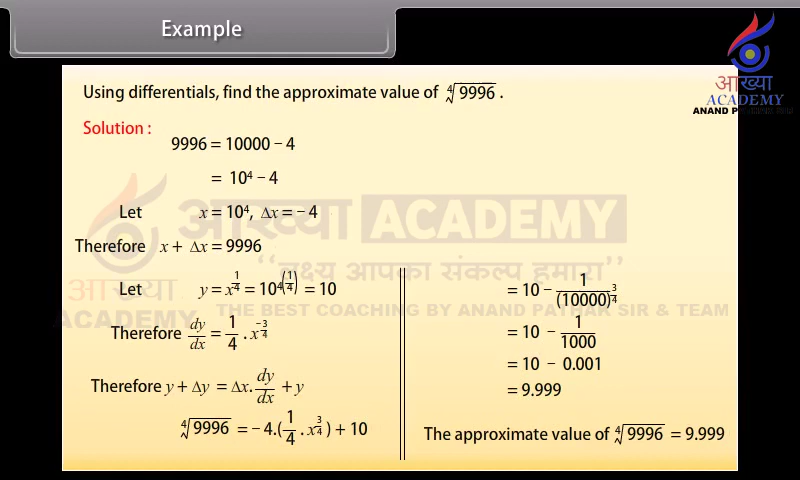 Example
आख्या
ACADEMY
ANAND PATHAR SIR
Using differentials, find the approximate value of ∜9996 .
Solution :
9996 = 10000 – 4
= 10⁴ – 4
Let x = 10⁴, Δx = – 4
Therefore x + Δx = 9996
Let y = x^(1/4) = 10^(4(1/4)) = 10
Therefore dy/dx = 1/4 . x^(–3/4)
Therefore y + Δy = Δx. dy/dx + y
∜9996 = – 4.(1/4 . x^(3/4)) + 10
= 10 – 1/(10000)^(3/4)
= 10 – 1/1000
= 10 – 0.001
= 9.999
The approximate value of ∜9996 = 9.999
आख्या ACADEMY
‘‘लक्ष्य आपका संकल्प हमारा’’
THE BEST COACHING BY ANAND PATHAR SIR & TEAM
आख्या
ACADEMY